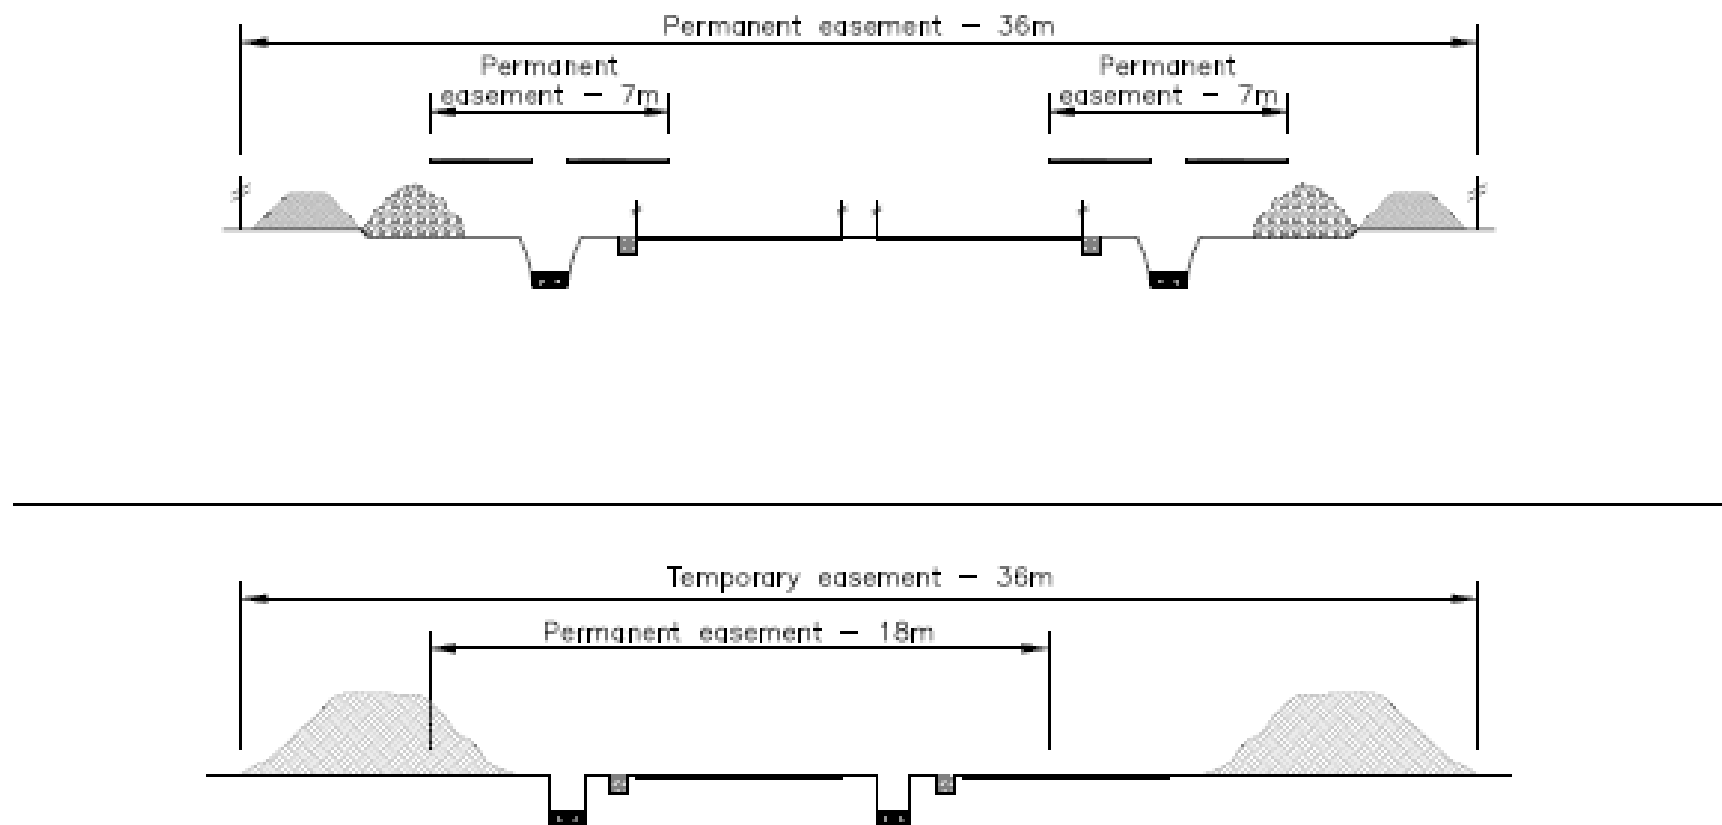 Permanent easement - 36m
Permanent
easement - 7m
Permanent
easement - 7m
Temporary easement - 36m
Permanent easement - 18m